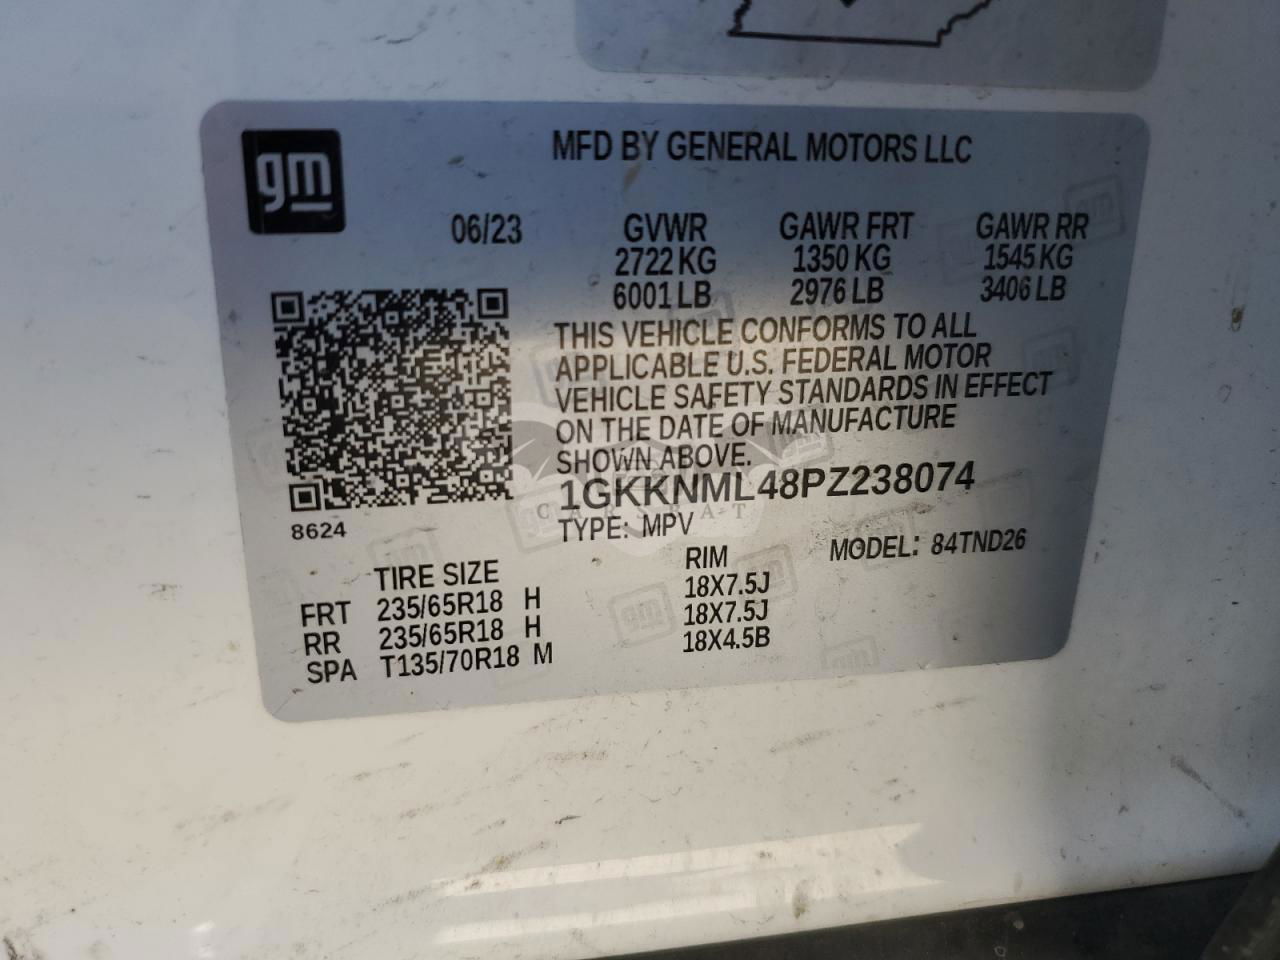 gm
MFD BY GENERAL MOTORS LLC
06/23 GVWR GAWR FRT GAWR RR
2722 KG 1350 KG 1545 KG
6001 LB 2976 LB 3406 LB
THIS VEHICLE CONFORMS TO ALL
APPLICABLE U.S. FEDERAL MOTOR
VEHICLE SAFETY STANDARDS IN EFFECT
ON THE DATE OF MANUFACTURE
SHOWN ABOVE.
1GKKNML48PZ238074
CARSBAT
8624
TYPE: MPV MODEL: 84TND26
TIRE SIZE RIM
FRT 235/65R18 H 18X7.5J
RR 235/65R18 H 18X7.5J
SPA T135/70R18 M 18X4.5B